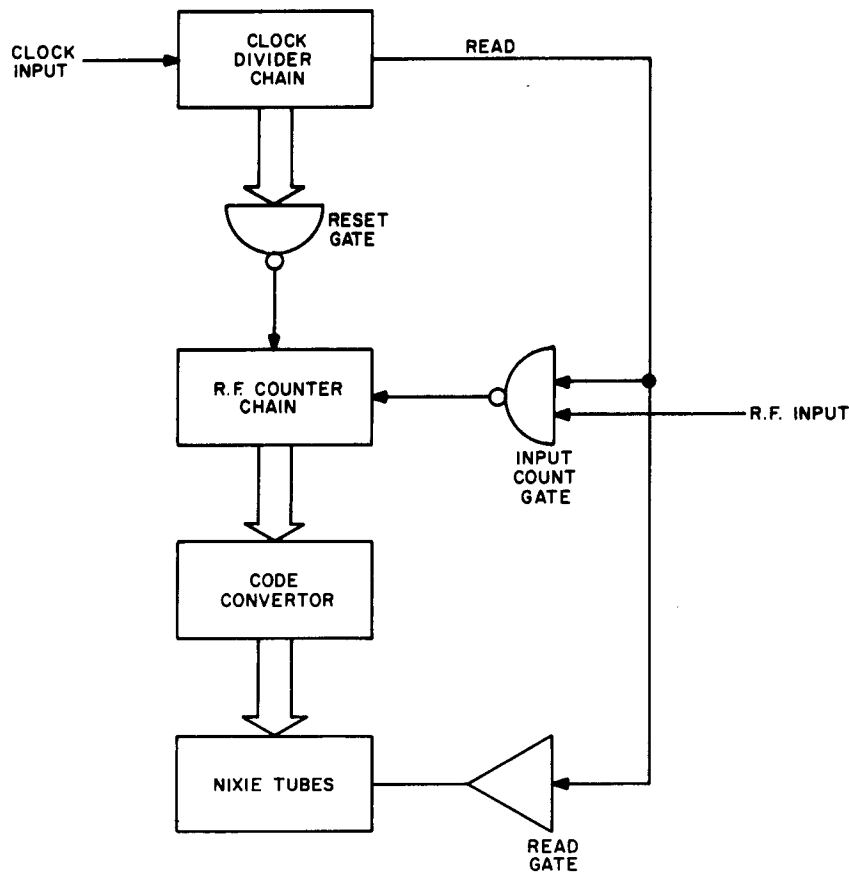 CLOCK
INPUT
CLOCK
DIVIDER
CHAIN
READ
RESET
GATE
R.F. COUNTER
CHAIN
R.F. INPUT
INPUT
COUNT
GATE
CODE
CONVERTOR
NIXIE TUBES
READ
GATE